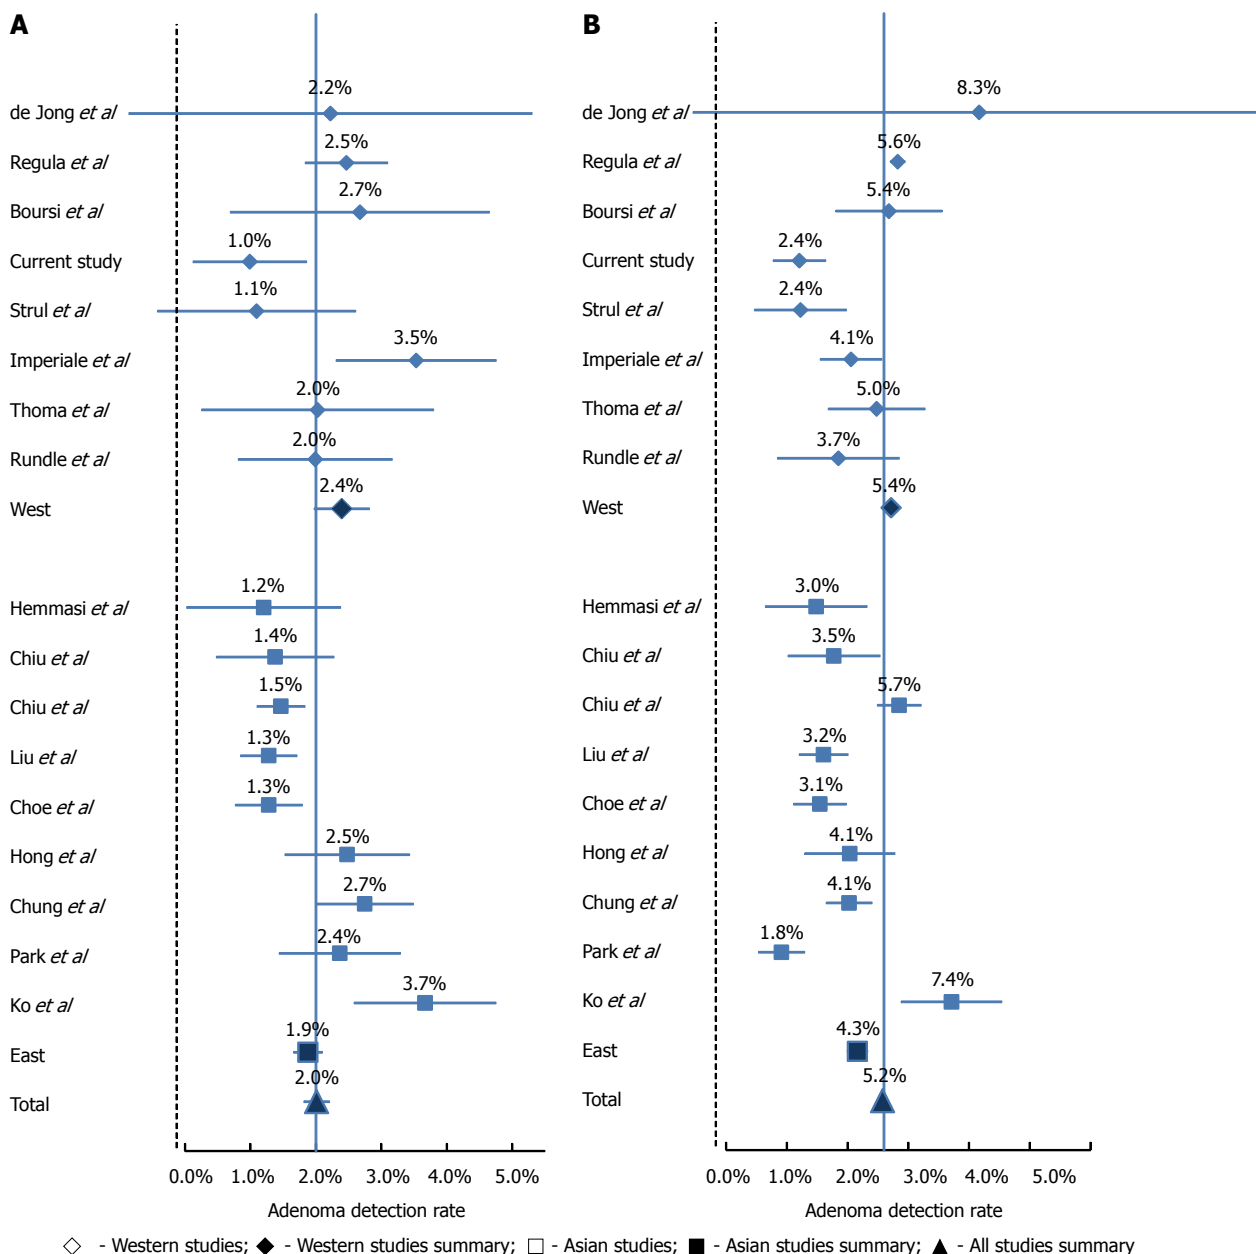 A
2.2%
de Jong et al
2.5%
Regula et al
2.7%
Boursi et al
1.0%
Current study
1.1%
Strul et al
3.5%
Imperiale et al
2.0%
Thoma et al
2.0%
Rundle et al
2.4%
West
1.2%
Hemmasi et al
1.4%
Chiu et al
1.5%
Chiu et al
1.3%
Liu et al
1.3%
Choe et al
2.5%
Hong et al
2.7%
Chung et al
2.4%
Park et al
3.7%
Ko et al
1.9%
East
2.0%
Total
0.0% 1.0% 2.0% 3.0% 4.0% 5.0%
Adenoma detection rate
B
8.3%
de Jong et al
5.6%
Regula et al
5.4%
Boursi et al
2.4%
Current study
2.4%
Strul et al
4.1%
Imperiale et al
5.0%
Thoma et al
3.7%
Rundle et al
5.4%
West
3.0%
Hemmasi et al
3.5%
Chiu et al
5.7%
Chiu et al
3.2%
Liu et al
3.1%
Choe et al
4.1%
Hong et al
4.1%
Chung et al
1.8%
Park et al
7.4%
Ko et al
4.3%
East
5.2%
Total
0.0% 1.0% 2.0% 3.0% 4.0% 5.0%
Adenoma detection rate
- Western studies; - Western studies summary; - Asian studies; - Asian studies summary; - All studies summary